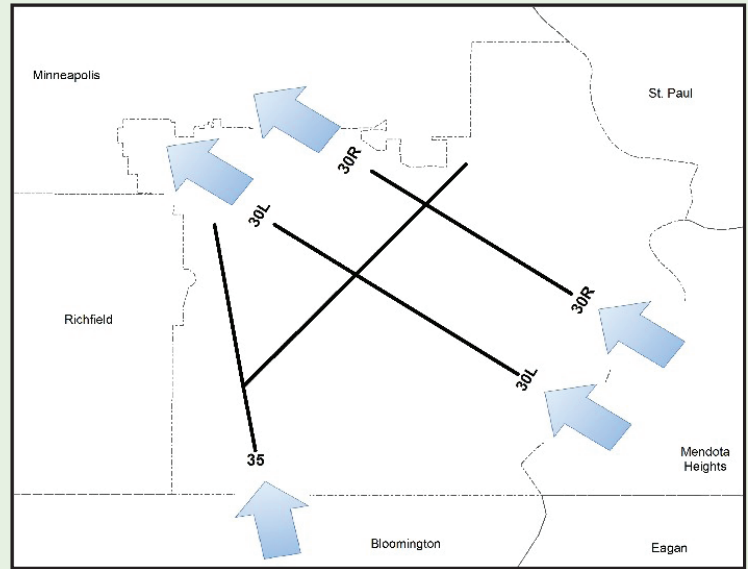 Minneapolis
St. Paul
30R
30L
30R
Richfield
30L
35
Mendota
Heights
Bloomington
Eagan